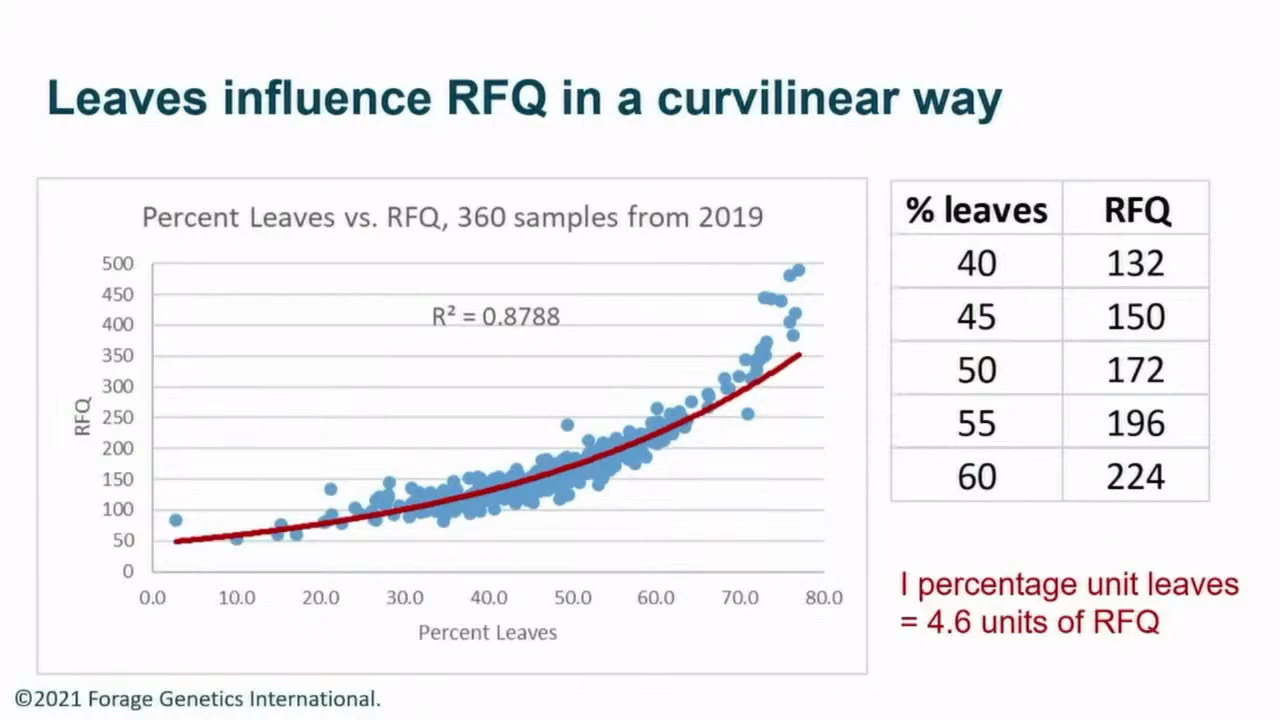 Leaves influence RFQ in a curvilinear way
Percent Leaves vs. RFQ, 360 samples from 2019
500
450
400
350
300
250
200
150
100
50
0
RFQ
R² = 0.8788
0.0 10.0 20.0 30.0 40.0 50.0 60.0 70.0 80.0
Percent Leaves
% leaves RFQ
40 132
45 150
50 172
55 196
60 224
I percentage unit leaves
= 4.6 units of RFQ
©2021 Forage Genetics International.